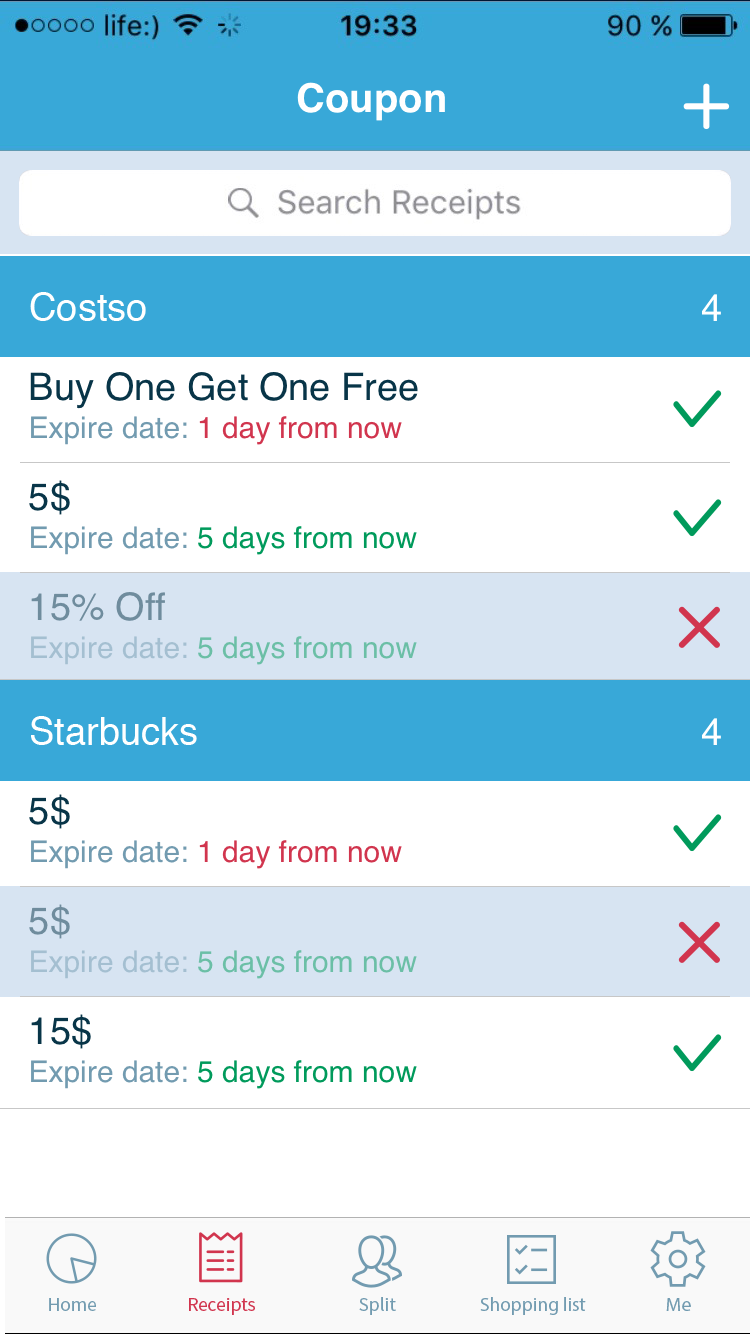 life:) 19:33 90 %
Coupon
Search Receipts
Costso 4
Buy One Get One Free
Expire date: 1 day from now
5$
Expire date: 5 days from now
15% Off
Expire date: 5 days from now
Starbucks 4
5$
Expire date: 1 day from now
5$
Expire date: 5 days from now
15$
Expire date: 5 days from now
Home Receipts Split Shopping list Me